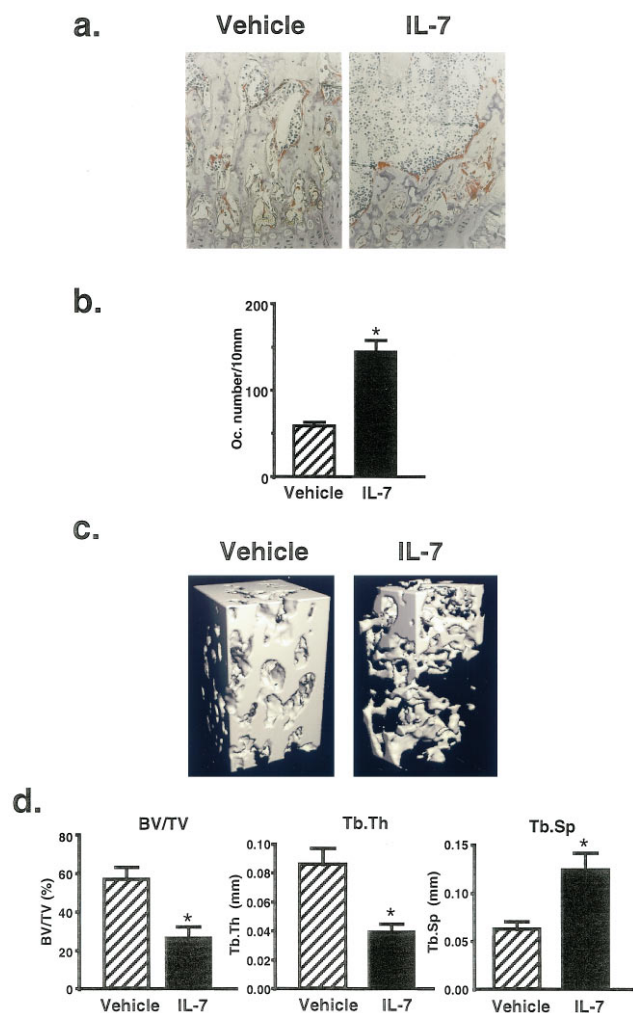 a.
Vehicle IL-7
b.
200
100
0
Oc. number/10mm
*
Vehicle IL-7
c.
Vehicle IL-7
d.
BV/TV
80
60
40
20
0
BV/TV (%)
*
Vehicle IL-7
Tb.Th
0.10
0.08
0.06
0.04
0.02
0.00
Tb.Th (mm)
*
Vehicle IL-7
Tb.Sp
0.15
0.10
0.05
0.00
Tb.Sp (mm)
*
Vehicle IL-7